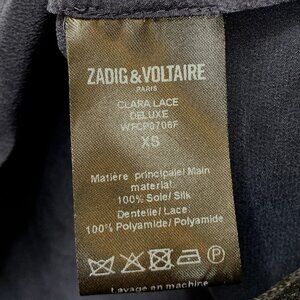 ZADIG & VOLTAIRE
PARIS
CLARA LACE
DELUXE
WFCP0706F
XS
Matière principale/ Main
material:
100% Soie/ Silk
Dentelle/ Lace:
100% Polyamide/ Polyamide
Lavage en machine